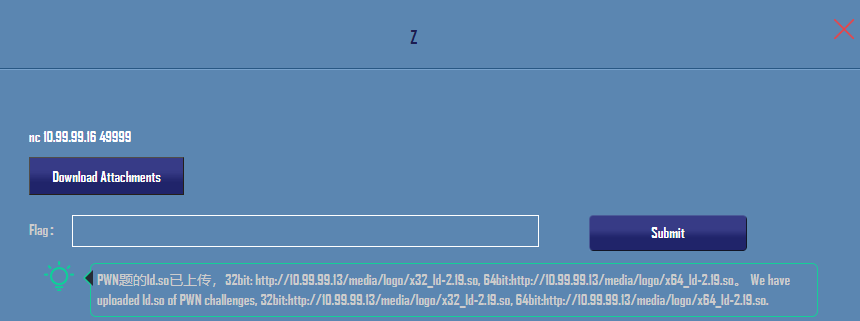 Z
nc 10.99.99.16 49999
Download Attachments
Flag :
Submit
PWN题的ld.so已上传，32bit: http://10.99.99.13/media/logo/x32_ld-2.19.so, 64bit:http://10.99.99.13/media/logo/x64_ld-2.19.so。 We have
uploaded ld.so of PWN challenges, 32bit:http://10.99.99.13/media/logo/x32_ld-2.19.so, 64bit:http://10.99.99.13/media/logo/x64_ld-2.19.so.